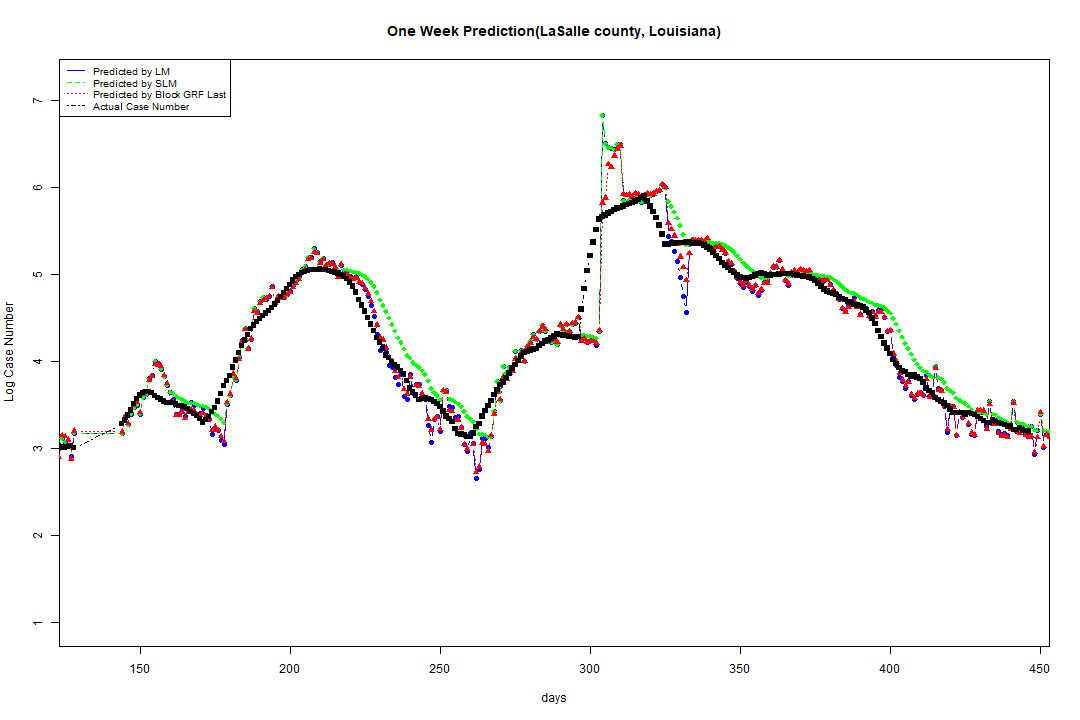 One Week Prediction(LaSalle county, Louisiana)
Predicted by LM
Predicted by SLM
Predicted by Block GRF Last
Actual Case Number
7
6
5
4
3
2
1
Log Case Number
150 200 250 300 350 400 450
days